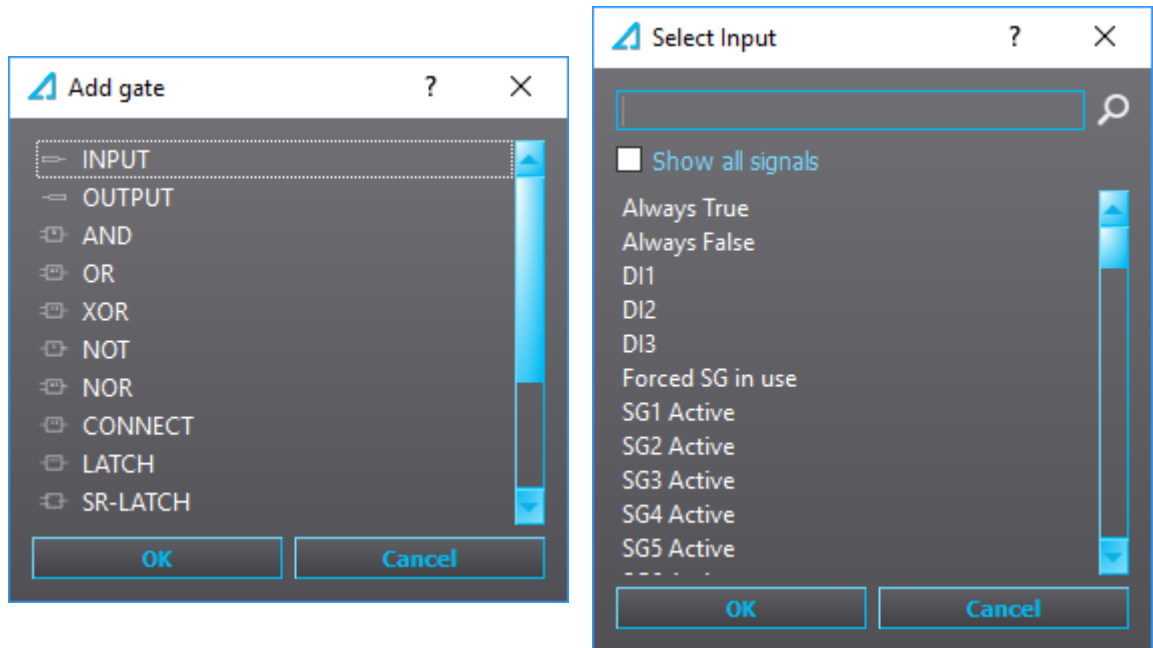 Add gate
?
INPUT
OUTPUT
AND
OR
XOR
NOT
NOR
CONNECT
LATCH
SR-LATCH
OK
Cancel
Select Input
?
Show all signals
Always True
Always False
DI1
DI2
DI3
Forced SG in use
SG1 Active
SG2 Active
SG3 Active
SG4 Active
SG5 Active
OK
Cancel